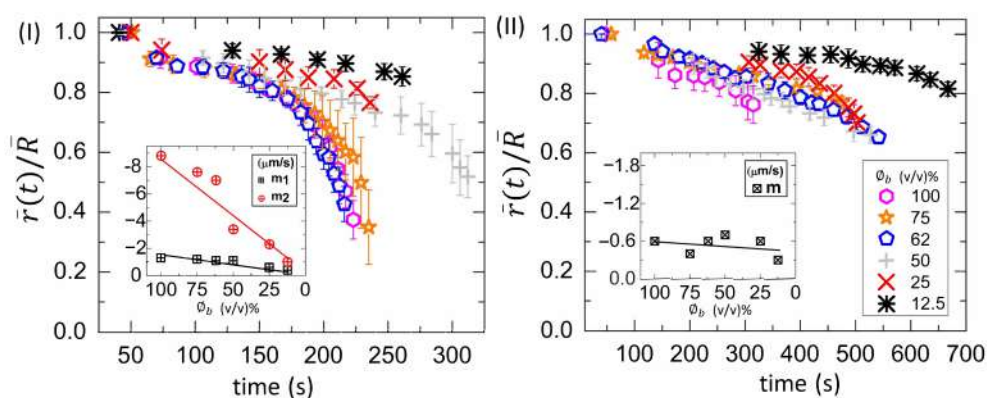 (I)
1.0
0.8
0.6
0.4
0.2
0.0
r̄(t)/R̄
50 100 150 200 250 300
time (s)
-8
-6
-4
-2
0
(μm/s)
m1
m2
100 75 50 25 0
Ø_b (v/v)%
(II)
1.0
0.8
0.6
0.4
0.2
0.0
r̄(t)/R̄
100 200 300 400 500 600 700
time (s)
-1.8
-1.2
-0.6
0.0
(μm/s)
m
100 75 50 25 0
Ø_b (v/v)%
Ø_b (v/v)%
100
75
62
50
25
12.5